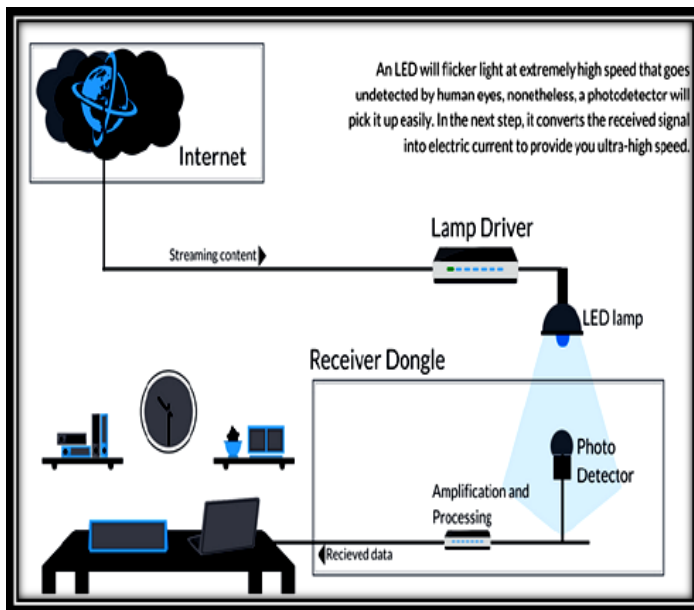 An LED will flicker light at extremely high speed that goes
undetected by human eyes, nonetheless, a photodetector will
pick it up easily. In the next step, it converts the received signal
into electric current to provide you ultra-high speed.
Internet
Lamp Driver
Streaming content
LED lamp
Receiver Dongle
Photo
Detector
Amplification and
Processing
Recieved data